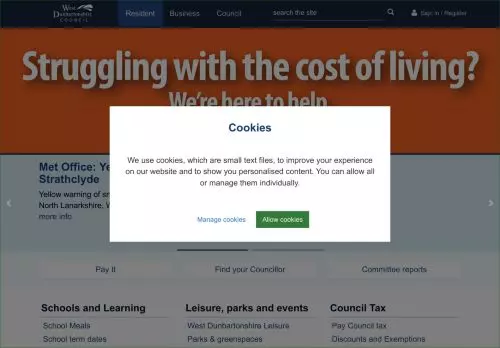 West
Dunbartonshire
COUNCIL
Resident Business Council search the site Sign in / Register
Struggling with the cost of living?
We're here to help
Cookies
We use cookies, which are small text files, to improve your experience
on our website and to show you personalised content. You can allow all
or manage them individually.
Manage cookies Allow cookies
Met Office: Ye
Strathclyde
Yellow warning of
North Lanarkshire.
more info
Pay It Find your Councillor Committee reports
Schools and Learning Leisure, parks and events Council Tax
School Meals West Dunbartonshire Leisure Pay Council tax
School term dates Parks & greenspaces Discounts and Exemptions